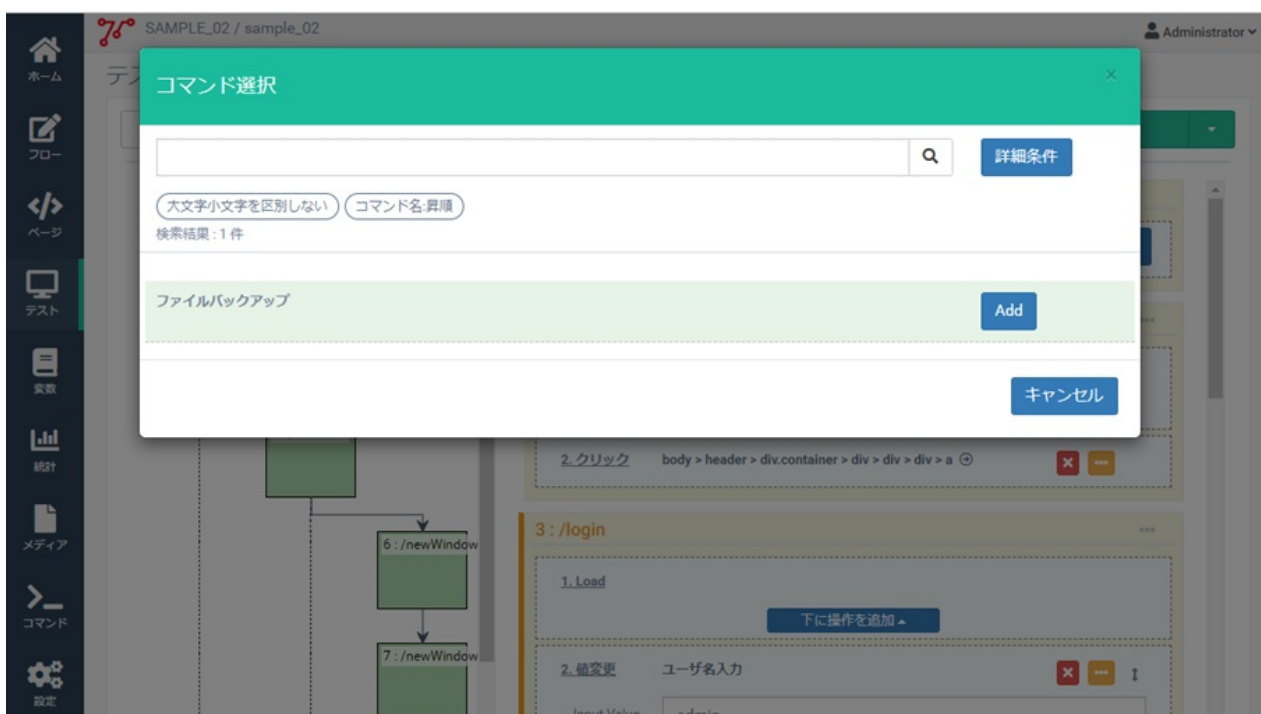 SAMPLE_02 / sample_02
Administrator
ホーム
コマンド選択
×
フロー
詳細条件
ページ
大文字小文字を区別しない
コマンド名:昇順
検索結果 : 1 件
テスト
ファイルバックアップ
Add
変数
キャンセル
統計
2. クリック
body > header > div.container > div > div > div > a
メディア
3 : /login
6 : /newWindow
1. Load
コマンド
下に操作を追加
7 : /newWindow
2. 値変更
ユーザ名入力
設定
Input Value
admin